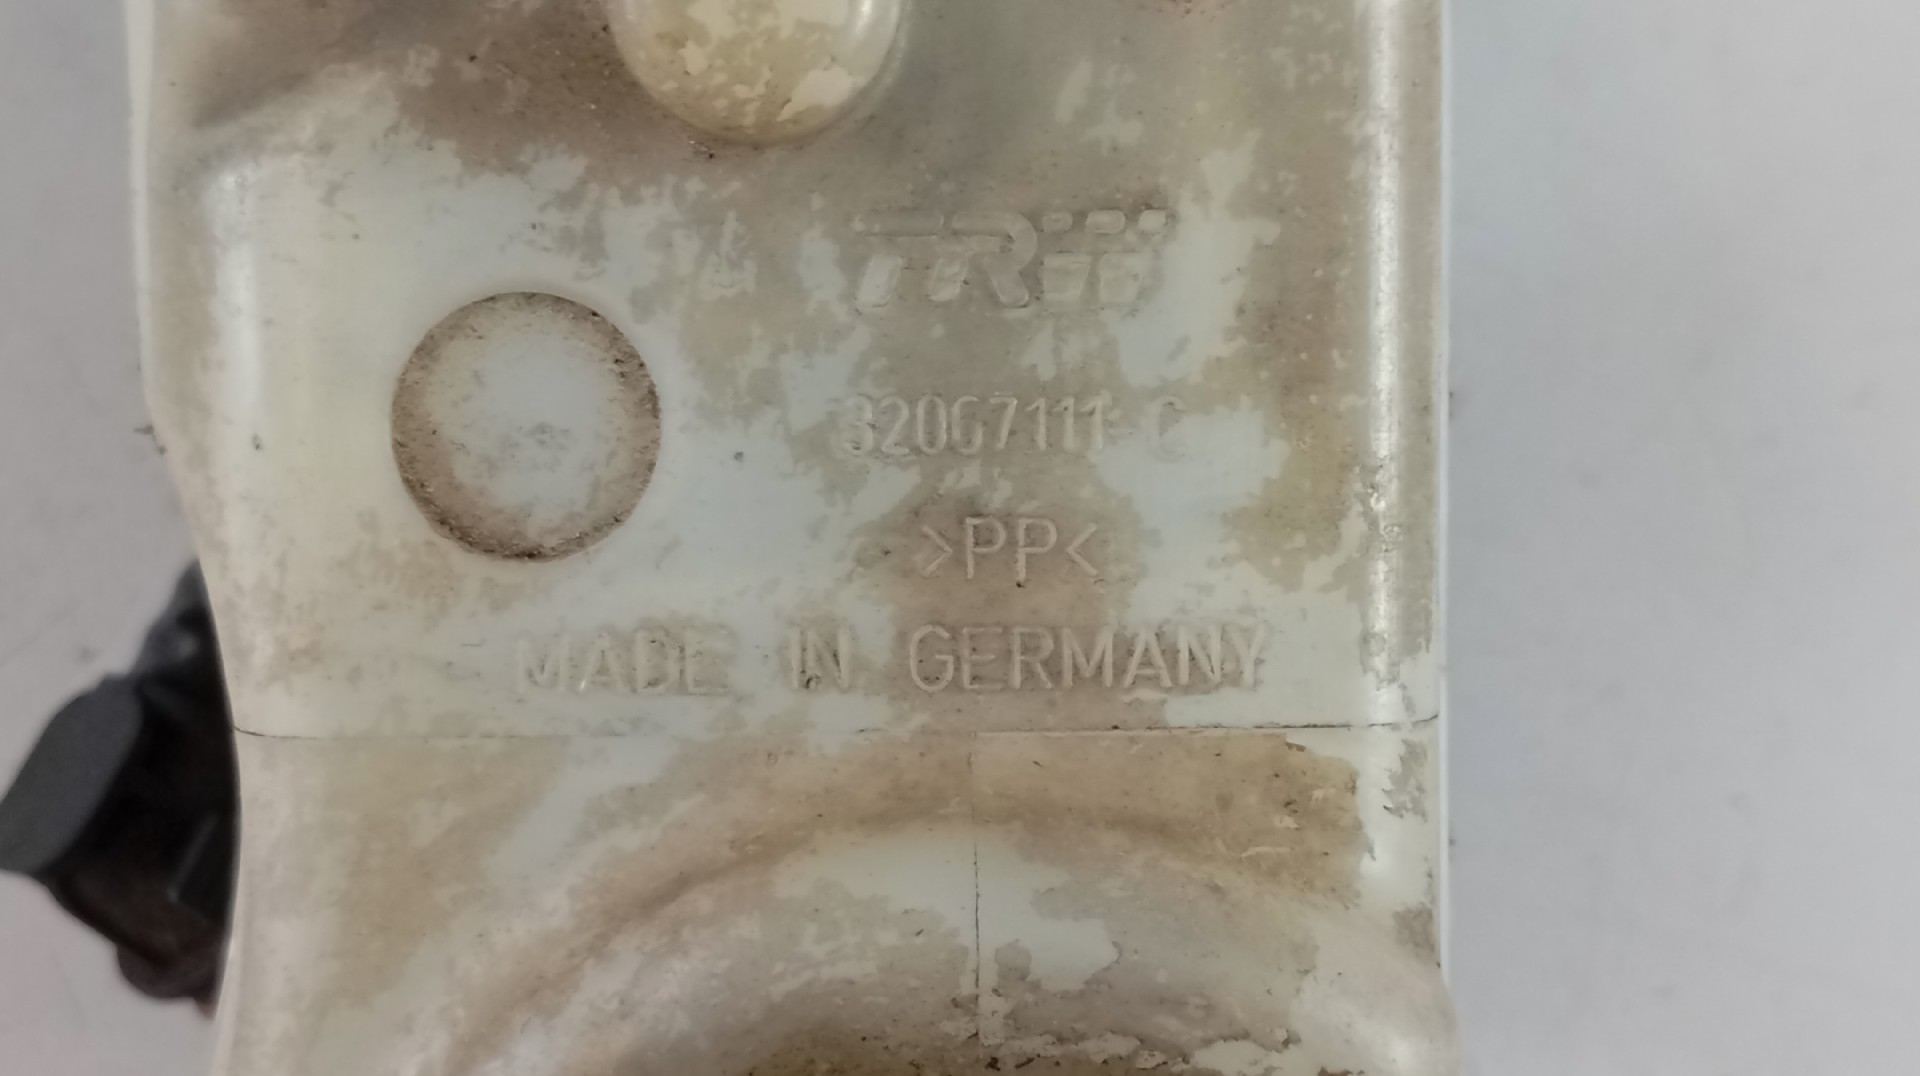 TRW
32067111-C
>PP<
MADE IN GERMANY